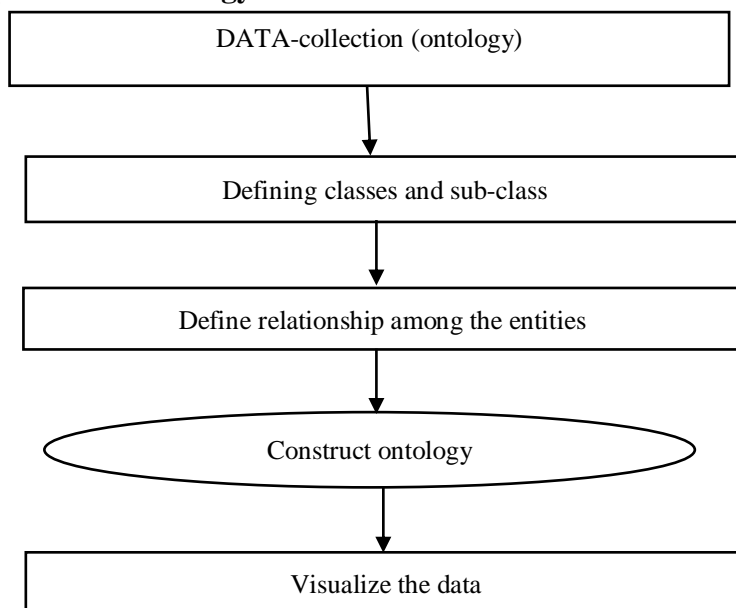 DATA-collection (ontology)
Defining classes and sub-class
Define relationship among the entities
Construct ontology
Visualize the data